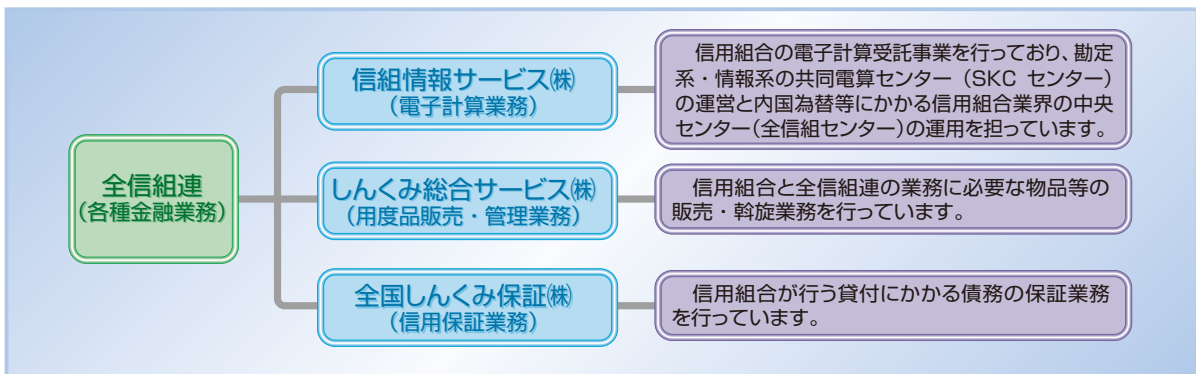 全信組連
(各種金融業務)
信組情報サービス㈱
(電子計算業務)
信用組合の電子計算受託事業を行っており、勘定
系・情報系の共同電算センター（SKC センター）
の運営と内国為替等にかかる信用組合業界の中央
センター(全信組センター)の運用を担っています。
しんくみ総合サービス㈱
(用度品販売・管理業務)
信用組合と全信組連の業務に必要な物品等の
販売・斡旋業務を行っています。
全国しんくみ保証㈱
(信用保証業務)
信用組合が行う貸付にかかる債務の保証業務
を行っています。